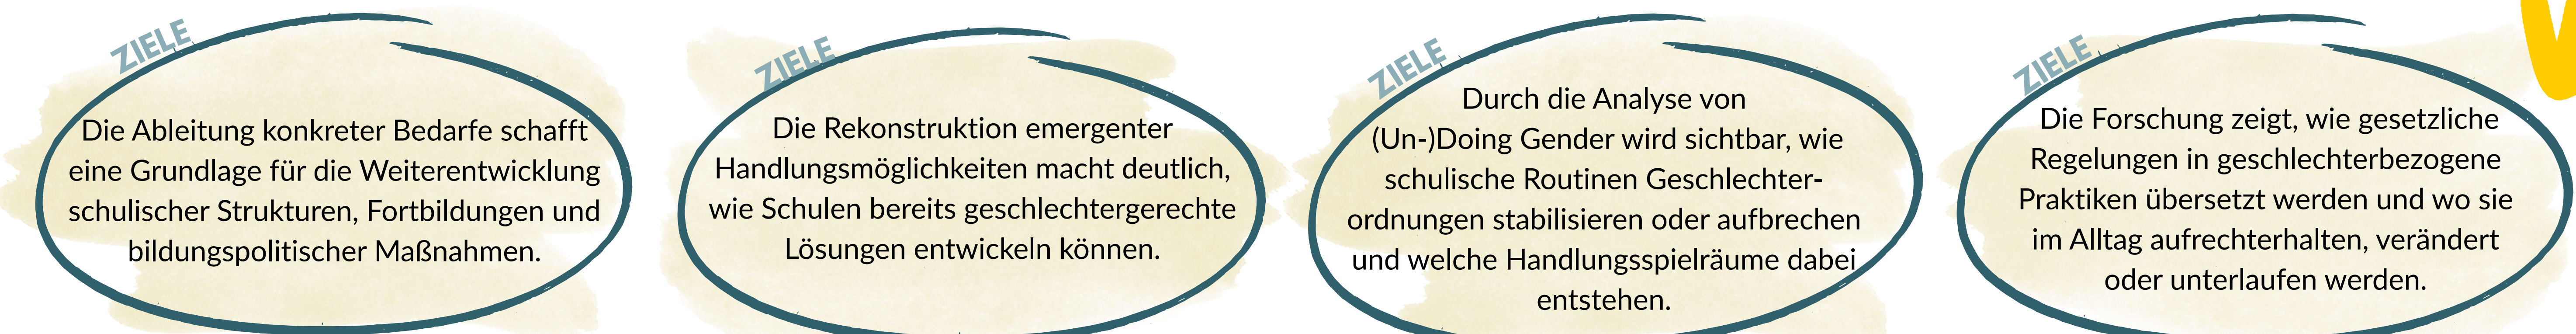 ZIELE
Die Ableitung konkreter Bedarfe schafft
eine Grundlage für die Weiterentwicklung
schulischer Strukturen, Fortbildungen und
bildungspolitischer Maßnahmen.
ZIELE
Die Rekonstruktion emergenter
Handlungsmöglichkeiten macht deutlich,
wie Schulen bereits geschlechtergerechte
Lösungen entwickeln können.
ZIELE
Durch die Analyse von
(Un-)Doing Gender wird sichtbar, wie
schulische Routinen Geschlechter-
ordnungen stabilisieren oder aufbrechen
und welche Handlungsspielräume dabei
entstehen.
ZIELE
Die Forschung zeigt, wie gesetzliche
Regelungen in geschlechterbezogene
Praktiken übersetzt werden und wo sie
im Alltag aufrechterhalten, verändert
oder unterlaufen werden.